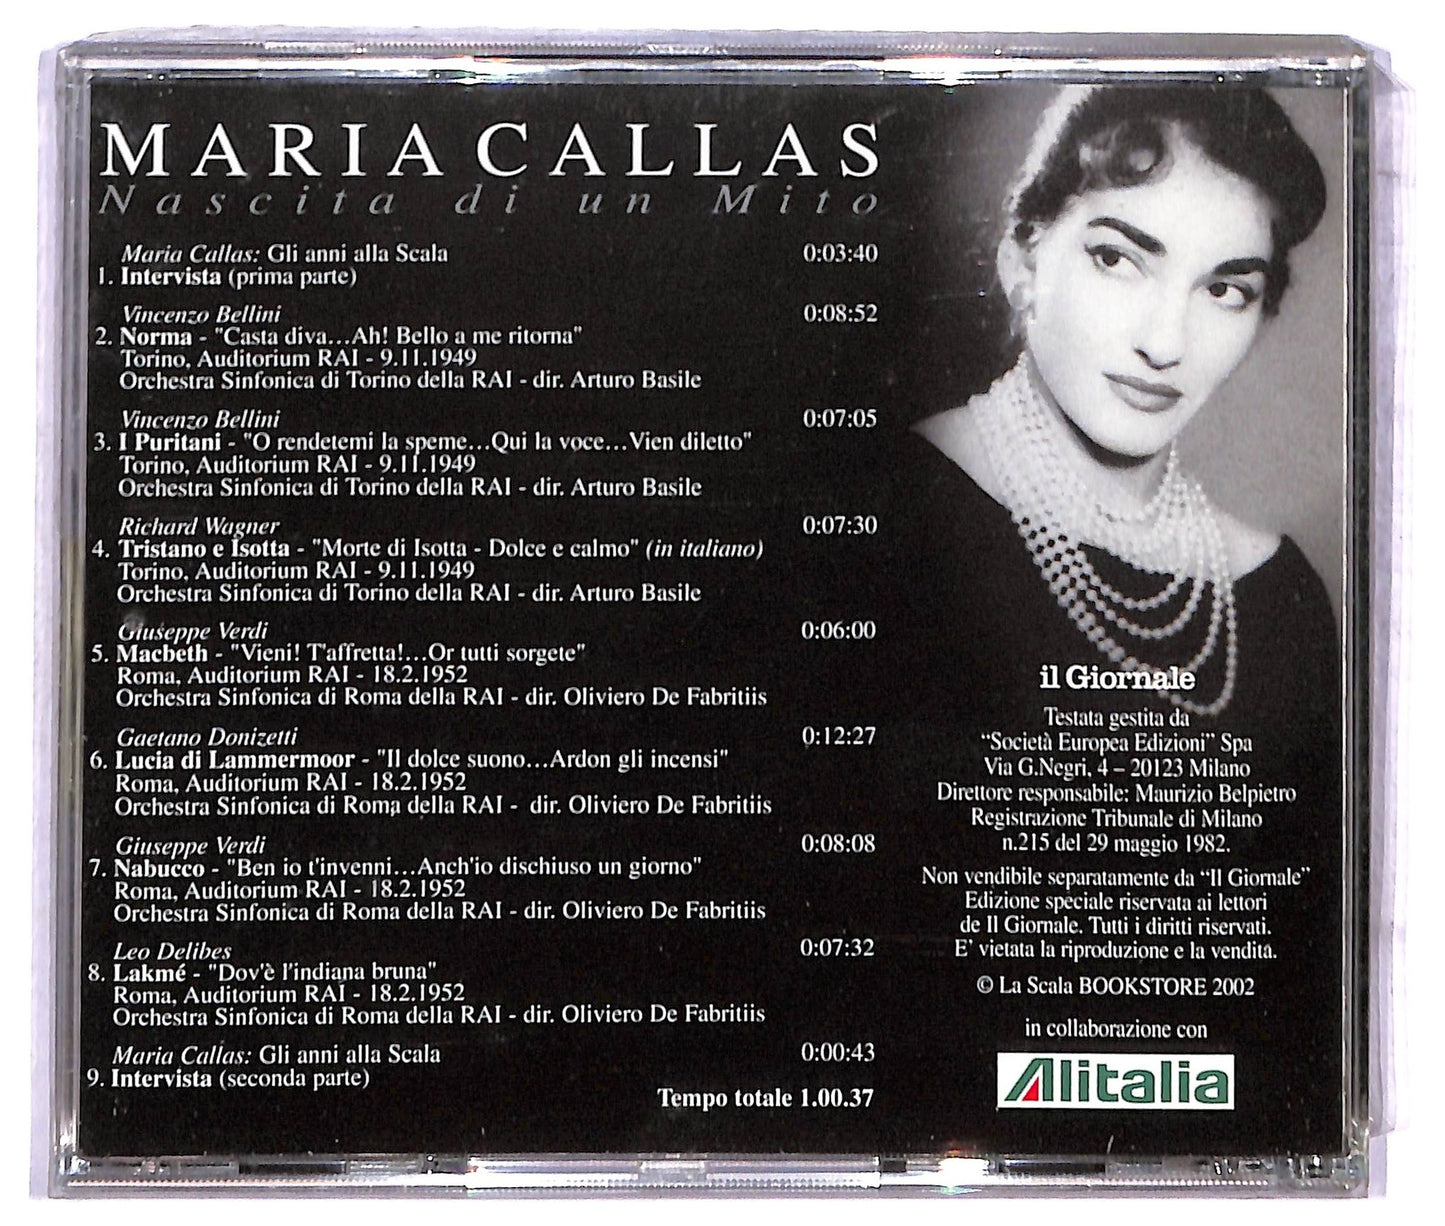 MARIA CALLAS
Nascita di un Mito
Maria Callas: Gli anni alla Scala 0:03:40
1. Intervista (prima parte)
Vincenzo Bellini 0:08:52
2. Norma - "Casta diva...Ah! Bello a me ritorna"
Torino, Auditorium RAI - 9.11.1949
Orchestra Sinfonica di Torino della RAI - dir. Arturo Basile
Vincenzo Bellini 0:07:05
3. I Puritani - "O rendetemi la speme...Qui la voce...Vien diletto"
Torino, Auditorium RAI - 9.11.1949
Orchestra Sinfonica di Torino della RAI - dir. Arturo Basile
Richard Wagner 0:07:30
4. Tristano e Isotta - "Morte di Isotta - Dolce e calmo" (in italiano)
Torino, Auditorium RAI - 9.11.1949
Orchestra Sinfonica di Torino della RAI - dir. Arturo Basile
Giuseppe Verdi 0:06:00
5. Macbeth - "Vieni! T'affretta!...Or tutti sorgete"
Roma, Auditorium RAI - 18.2.1952
Orchestra Sinfonica di Roma della RAI - dir. Oliviero De Fabritiis
Gaetano Donizetti 0:12:27
6. Lucia di Lammermoor - "Il dolce suono...Ardon gli incensi"
Roma, Auditorium RAI - 18.2.1952
Orchestra Sinfonica di Roma della RAI - dir. Oliviero De Fabritiis
Giuseppe Verdi 0:08:08
7. Nabucco - "Ben io t'invenni...Anch'io dischiuso un giorno"
Roma, Auditorium RAI - 18.2.1952
Orchestra Sinfonica di Roma della RAI - dir. Oliviero De Fabritiis
Leo Delibes 0:07:32
8. Lakmé - "Dov'è l'indiana bruna"
Roma, Auditorium RAI - 18.2.1952
Orchestra Sinfonica di Roma della RAI - dir. Oliviero De Fabritiis
Maria Callas: Gli anni alla Scala 0:00:43
9. Intervista (seconda parte)
Tempo totale 1.00.37
il Giornale
Testata gestita da
“Società Europea Edizioni” Spa
Via G.Negri, 4 – 20123 Milano
Direttore responsabile: Maurizio Belpietro
Registrazione Tribunale di Milano
n.215 del 29 maggio 1982.
Non vendibile separatamente da “Il Giornale”
Edizione speciale riservata ai lettori
de Il Giornale. Tutti i diritti riservati.
E' vietata la riproduzione e la vendita.
© La Scala BOOKSTORE 2002
in collaborazione con
Alitalia